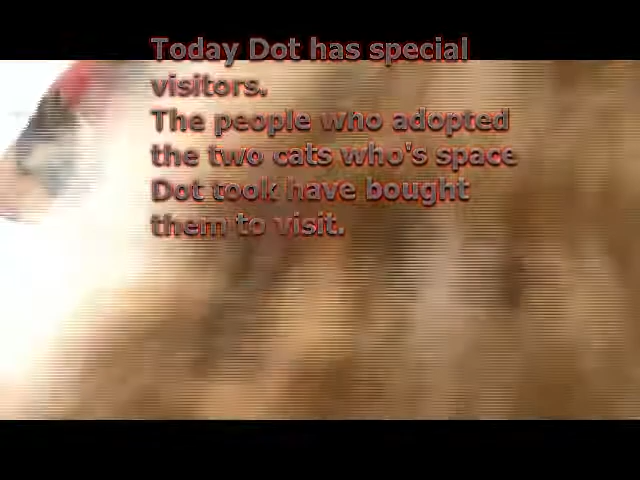 Today Dot has special
visitors.
The people who adopted
the two cats who's space
Dot took have bought
them to visit.